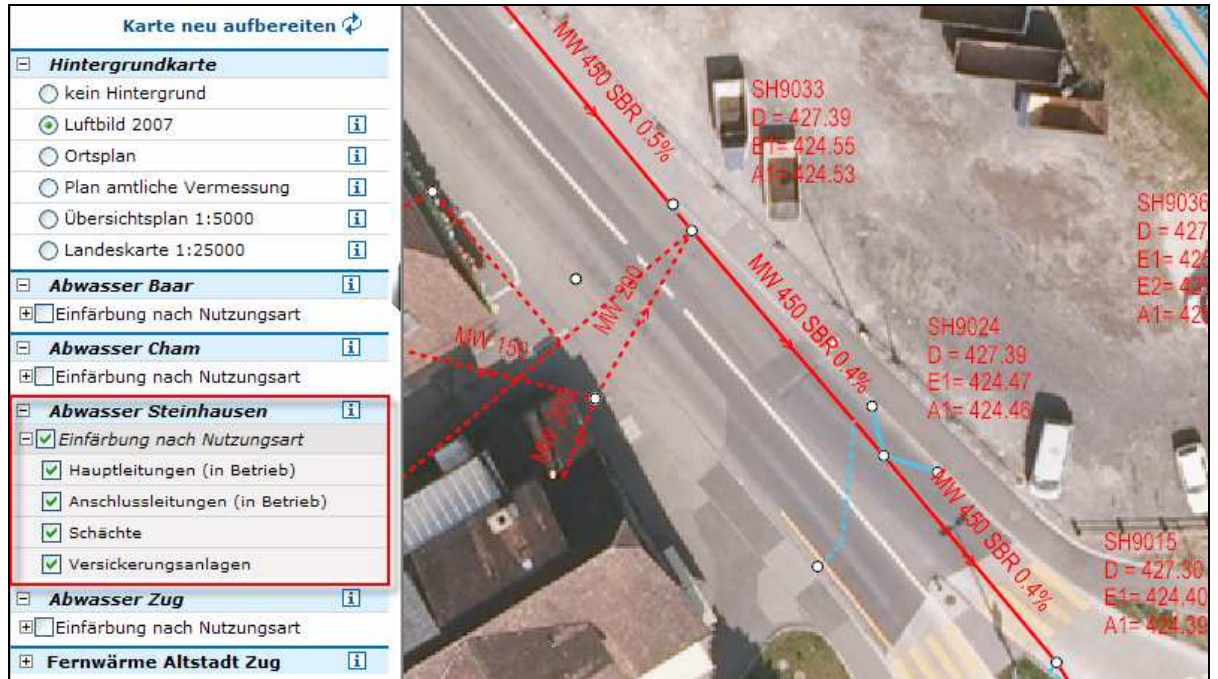 Karte neu aufbereiten
Hintergrundkarte
kein Hintergrund
Luftbild 2007
Ortsplan
Plan amtliche Vermessung
Übersichtsplan 1:5000
Landeskarte 1:25000
Abwasser Baar
Einfärbung nach Nutzungsart
Abwasser Cham
Einfärbung nach Nutzungsart
Abwasser Steinhausen
Einfärbung nach Nutzungsart
Hauptleitungen (in Betrieb)
Anschlussleitungen (in Betrieb)
Schächte
Versickerungsanlagen
Abwasser Zug
Einfärbung nach Nutzungsart
Fernwärme Altstadt Zug
MW 450 SBR 0.5%
SH9033
D = 427.39
E1= 424.55
A1= 424.53
SH9036
D = 427
E1=
E2=
A1=
MW 200
MW 150
MW 450 SBR 0.4%
SH9024
D = 427.39
E1= 424.47
A1= 424.46
MW
MW 450 SBR 0.4%
SH9015
D = 427.30
E1= 424.40
A1= 424.39